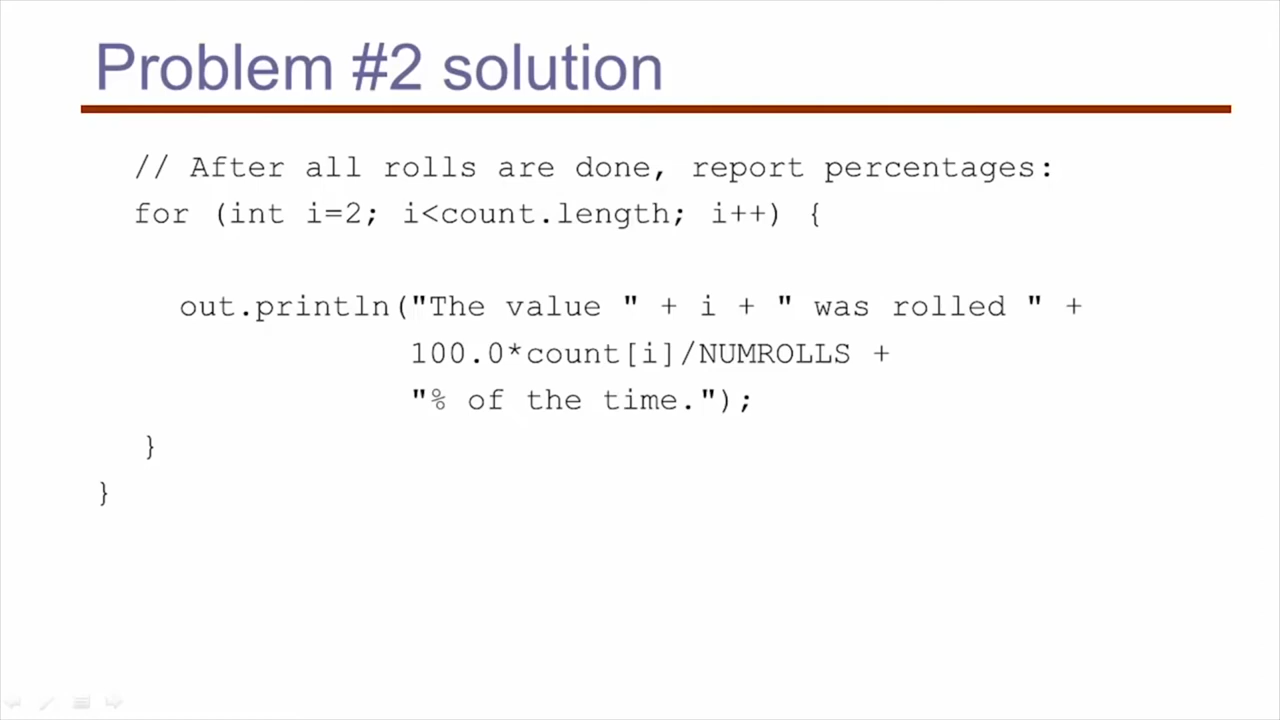 Problem #2 solution
// After all rolls are done, report percentages:
for (int i=2; i<count.length; i++) {
out.println("The value " + i + " was rolled " +
100.0*count[i]/NUMROLLS +
"% of the time.");
}
}